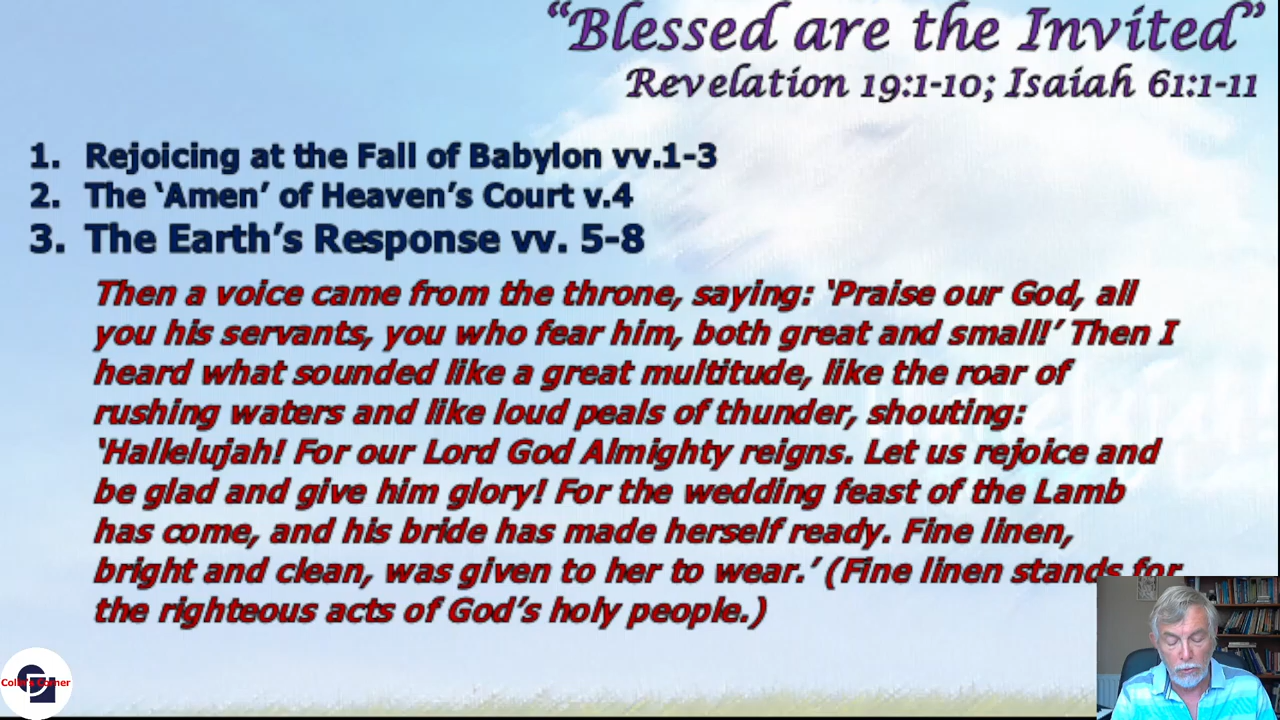 “Blessed are the Invited”
Revelation 19:1-10; Isaiah 61:1-11
1. Rejoicing at the Fall of Babylon vv.1-3
2. The ‘Amen’ of Heaven’s Court v.4
3. The Earth’s Response vv. 5-8
Then a voice came from the throne, saying: ‘Praise our God, all
you his servants, you who fear him, both great and small!’ Then I
heard what sounded like a great multitude, like the roar of
rushing waters and like loud peals of thunder, shouting:
‘Hallelujah! For our Lord God Almighty reigns. Let us rejoice and
be glad and give him glory! For the wedding feast of the Lamb
has come, and his bride has made herself ready. Fine linen,
bright and clean, was given to her to wear.’ (Fine linen stands for
the righteous acts of God’s holy people.)
Hallelujah!